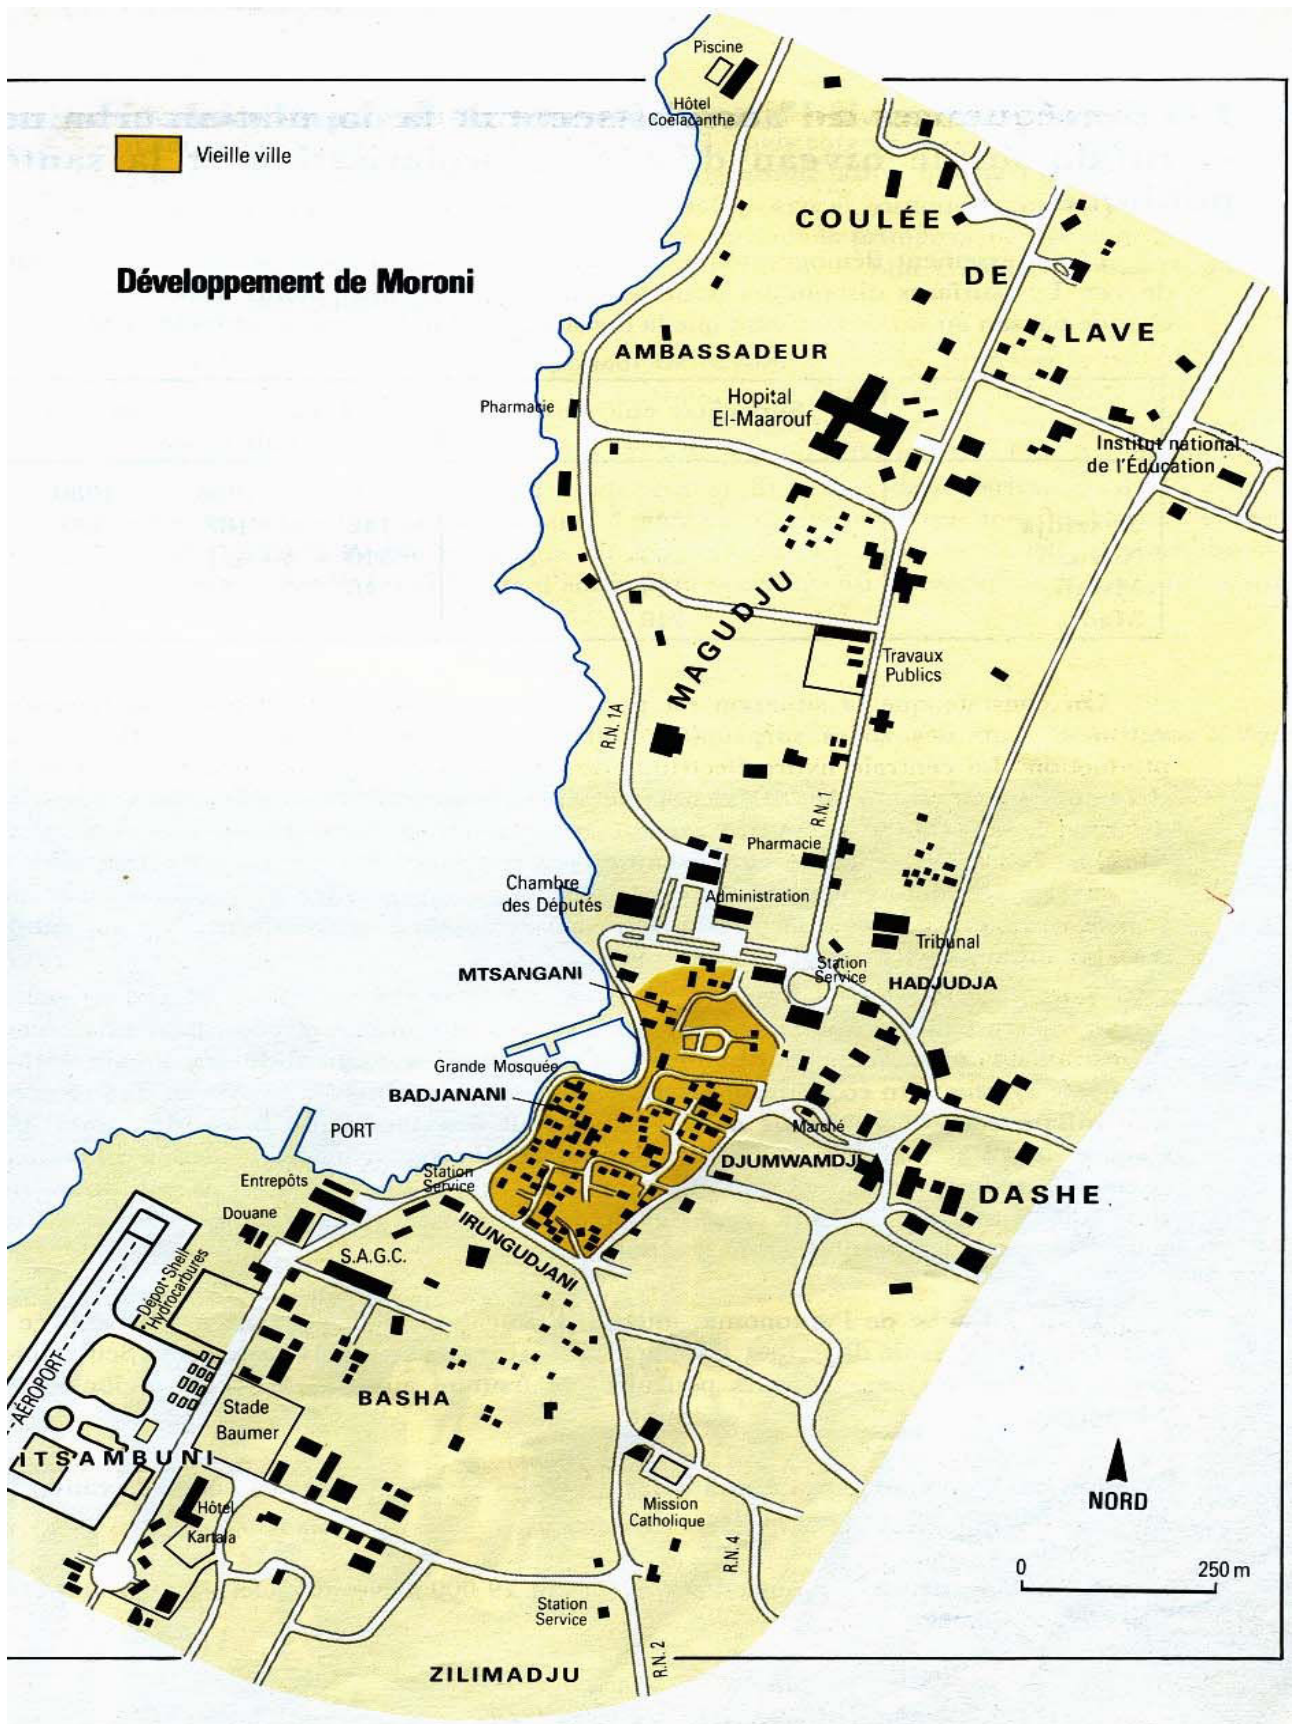 Piscine
Hôtel
Coelacanthe
Vieille ville
COULÉE
DE
LAVE
Développement de Moroni
AMBASSADEUR
Hopital
El-Maarouf
Pharmacie
Institut national
de l'Éducation
MAGUDJU
Travaux
Publics
R.N. 1A
R.N. 1
Pharmacie
Chambre
des Députés
Administration
Tribunal
Station
Service
HADJUDJA
MTSANGANI
Grande Mosquée
BADJANANI
PORT
Marché
DJUMWAMDJI
DASHE
Station
Service
Entrepôts
Douane
IRUNGUDJANI
S.A.G.C.
Dépot-Shell
Hydrocarbures
AÉROPORT
BASHA
Stade
Baumer
ITSAMBUNI
Hôtel
Kartala
Mission
Catholique
R.N. 4
NORD
0 250 m
Station
Service
R.N. 2
ZILIMADJU